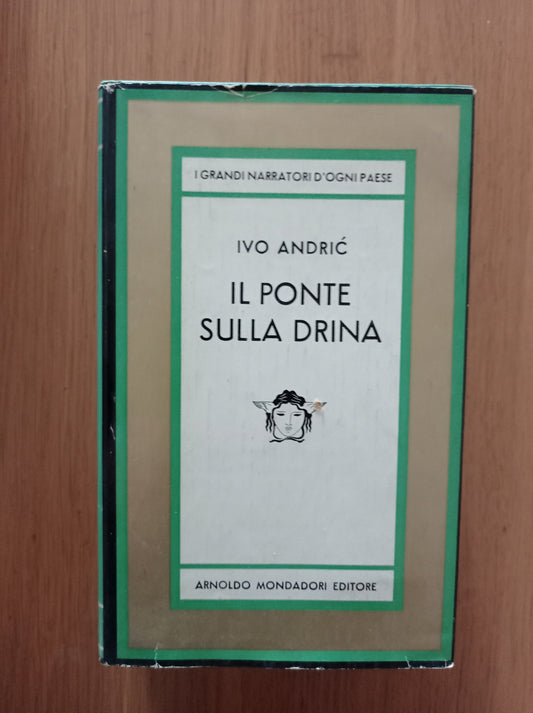 I GRANDI NARRATORI D'OGNI PAESE
IVO ANDRIĆ
IL PONTE
SULLA DRINA
ARNOLDO MONDADORI EDITORE